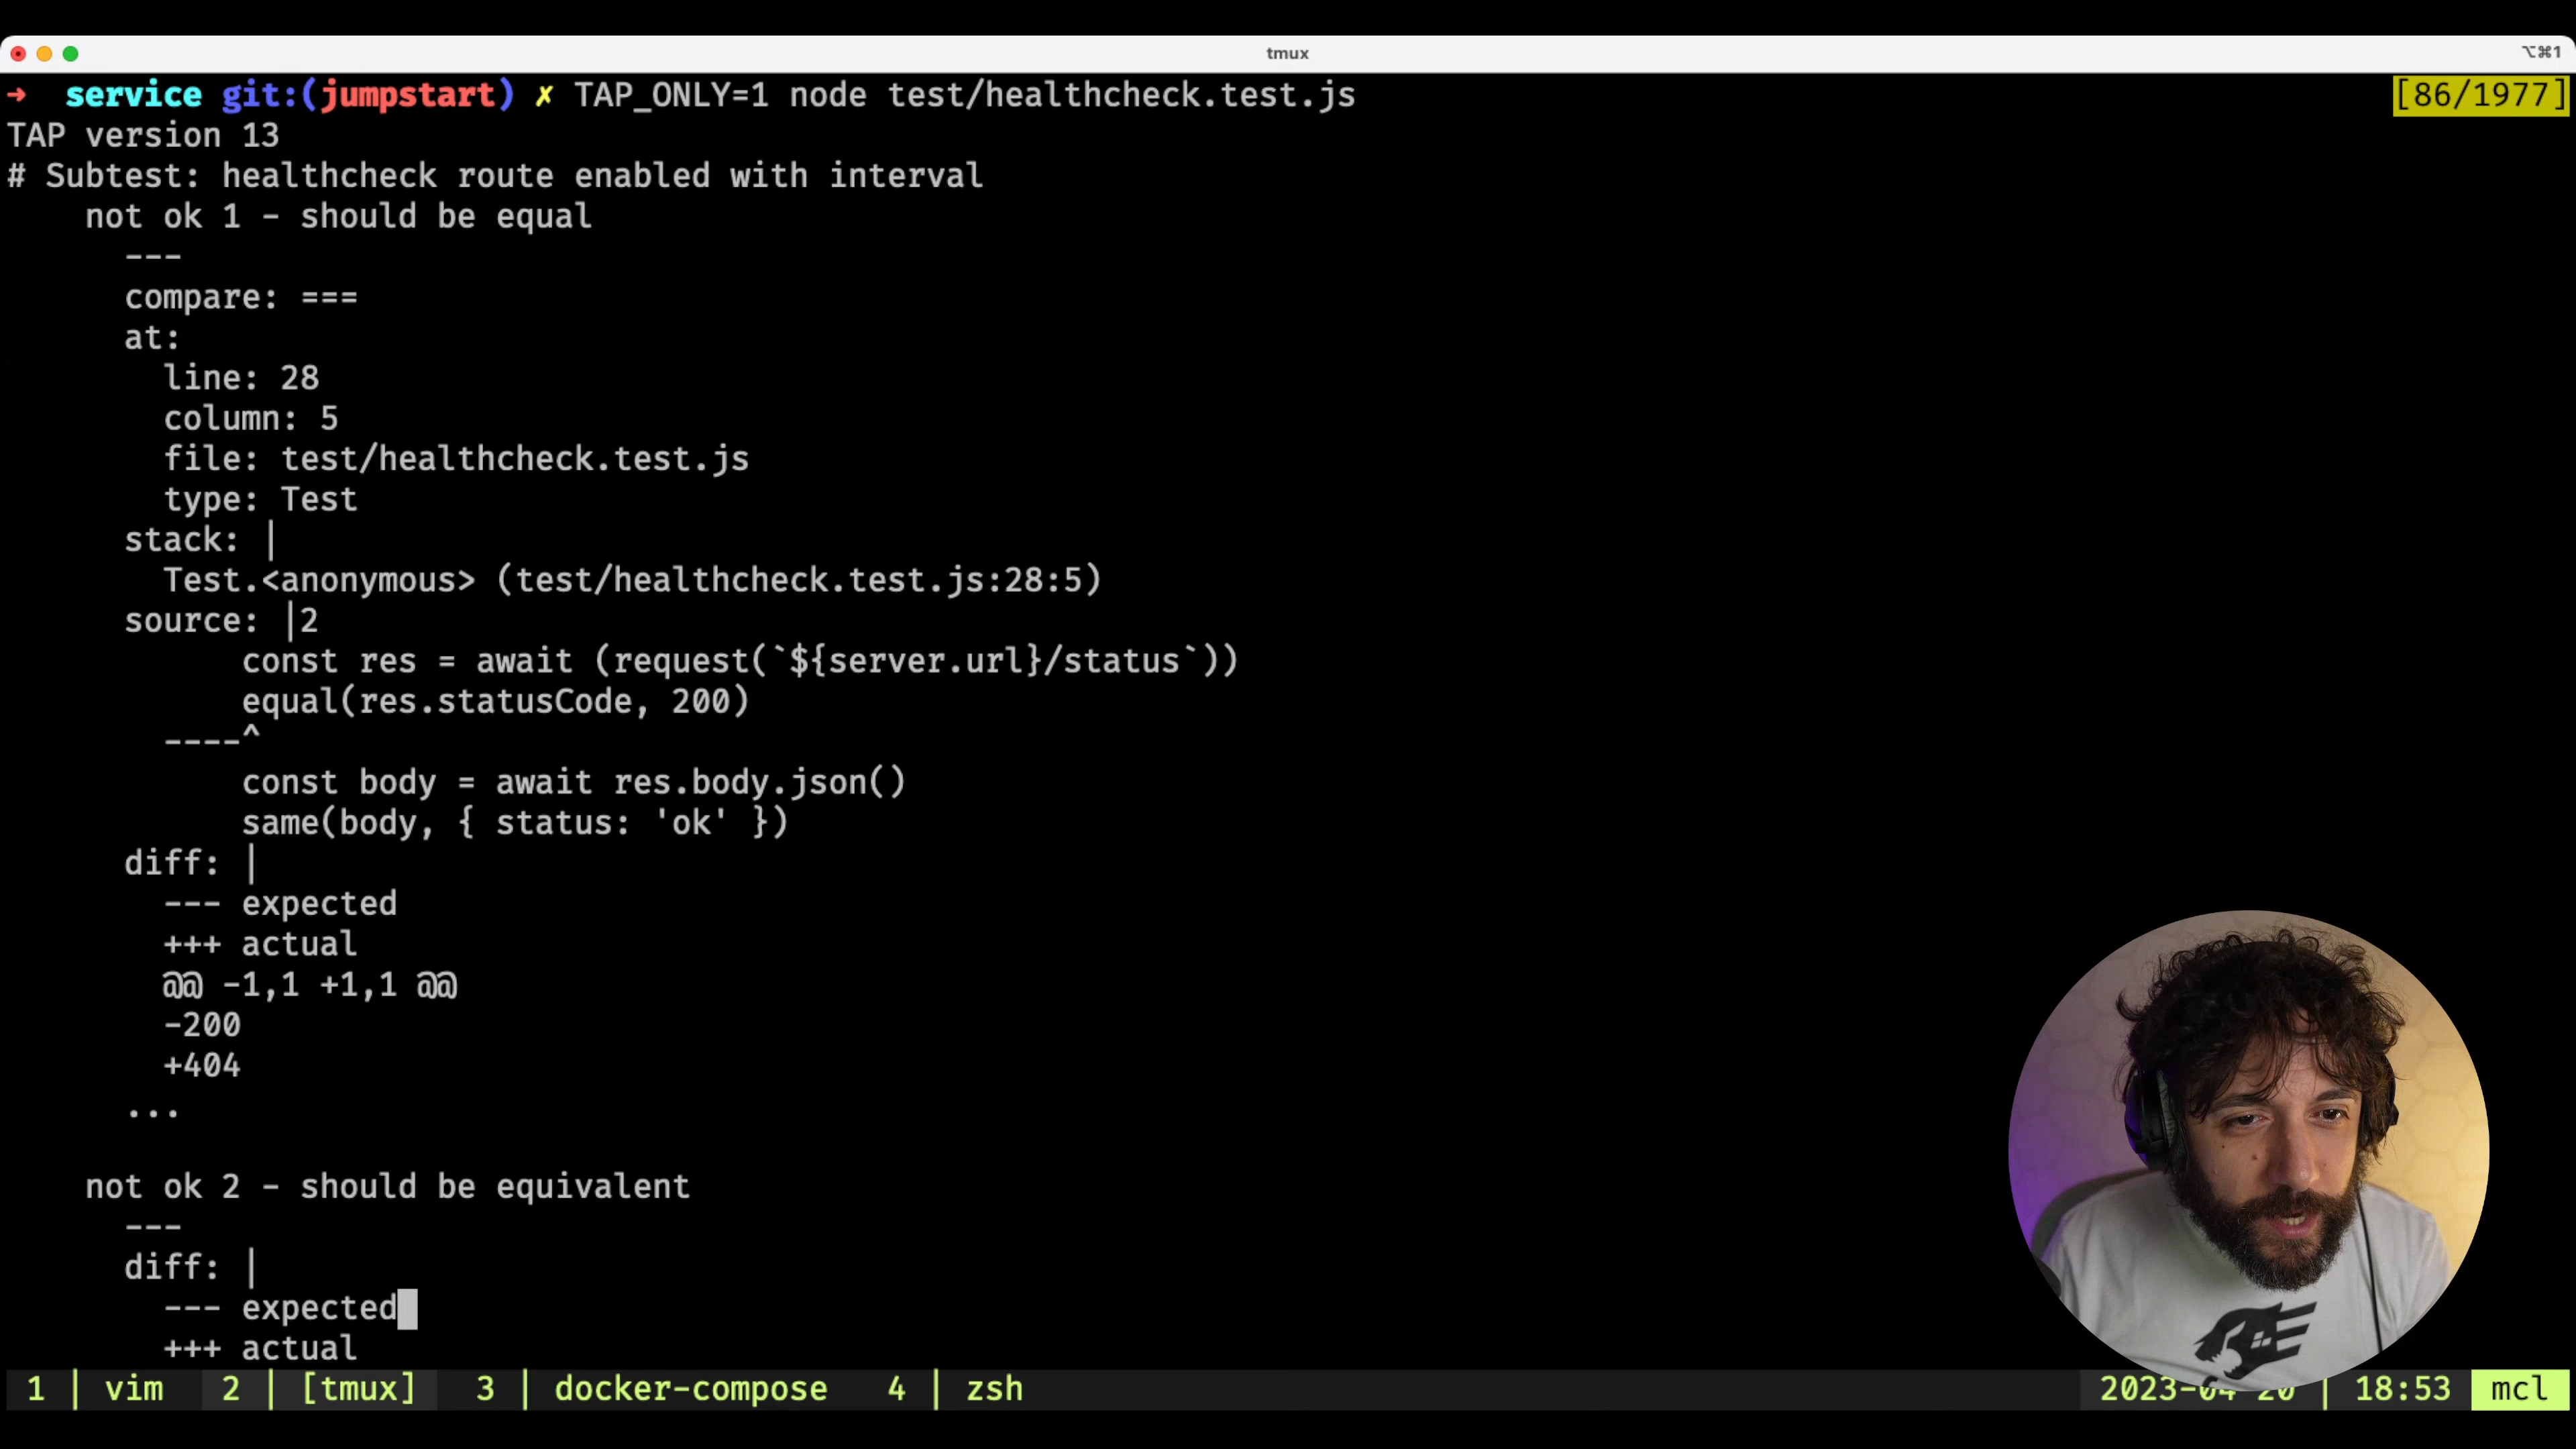 tmux
⌥⌘1
➜ service git:(jumpstart) ✗ TAP_ONLY=1 node test/healthcheck.test.js
[86/1977]
TAP version 13
# Subtest: healthcheck route enabled with interval
    not ok 1 - should be equal
      ---
      compare: ===
      at:
        line: 28
        column: 5
        file: test/healthcheck.test.js
        type: Test
      stack: |
        Test.<anonymous> (test/healthcheck.test.js:28:5)
      source: |2
            const res = await (request(`${server.url}/status`))
            equal(res.statusCode, 200)
        ----^
            const body = await res.body.json()
            same(body, { status: 'ok' })
      diff: |
        --- expected
        +++ actual
        @@ -1,1 +1,1 @@
        -200
        +404
      ...
    not ok 2 - should be equivalent
      ---
      diff: |
        --- expected
        +++ actual
1 | vim 2 | [tmux] 3 | docker-compose 4 | zsh 2023-04-20 | 18:53 mcl